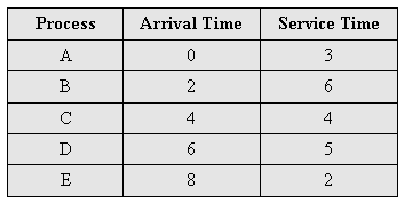 Process Arrival Time Service Time
A 0 3
B 2 6
C 4 4
D 6 5
E 8 2